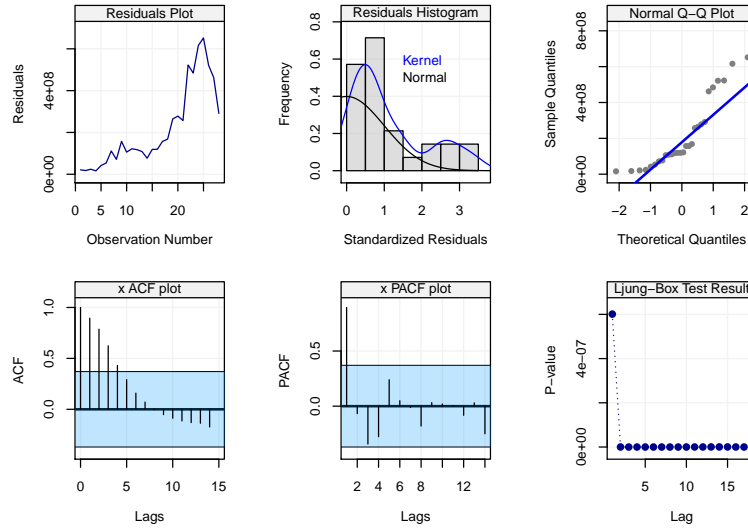 Residuals Plot
Residuals
0e+00
4e+08
0
5
10
20
Observation Number
Residuals Histogram
Frequency
0.0
0.2
0.4
0.6
0.8
Kernel
Normal
0
1
2
3
Standardized Residuals
Normal Q−Q Plot
Sample Quantiles
0e+00
4e+08
8e+08
−2
−1
0
1
2
Theoretical Quantiles
x ACF plot
ACF
0.0
0.5
1.0
0
5
10
15
Lags
x PACF plot
PACF
0.0
0.5
2
4
6
8
12
Lags
Ljung−Box Test Result
P−value
0e+00
4e−07
5
10
15
Lag